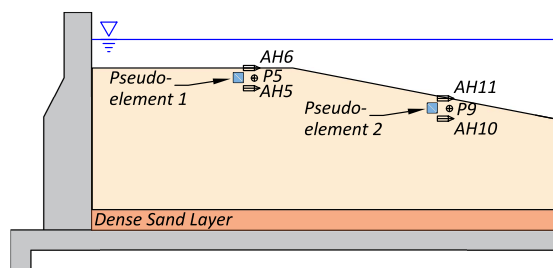 AH6
Pseudo-
element 1
P5
AH5
AH11
Pseudo-
element 2
P9
AH10
Dense Sand Layer